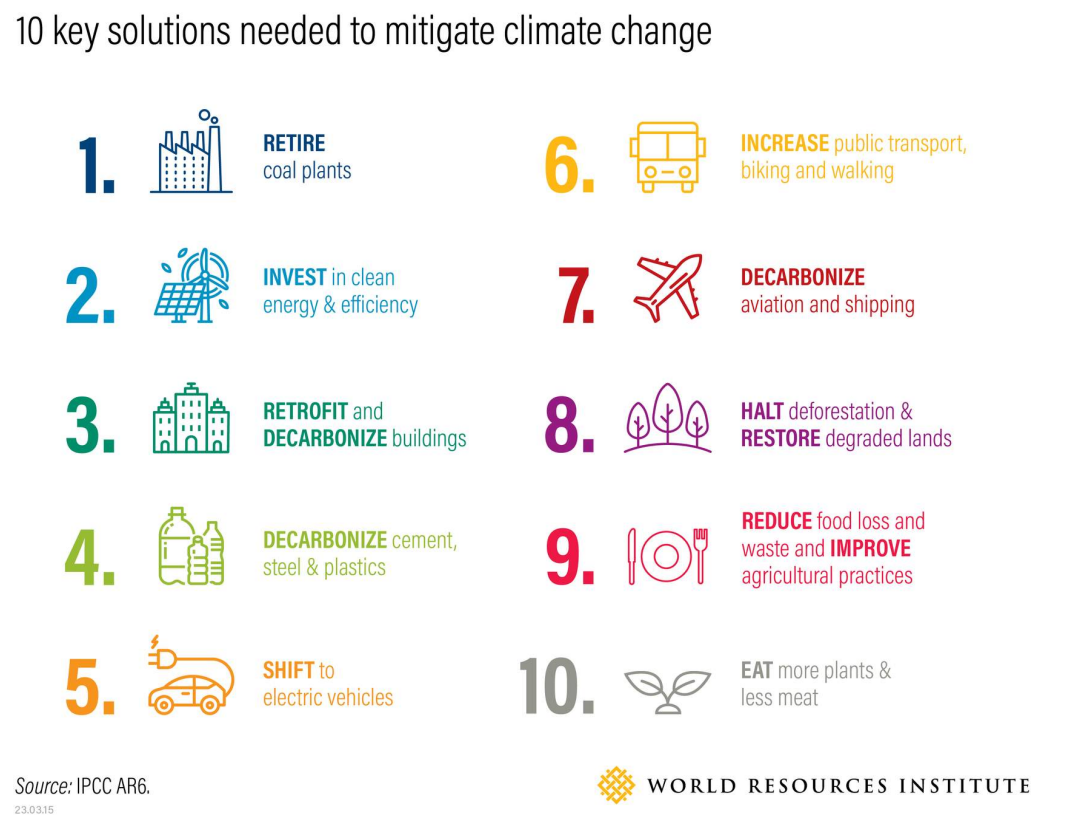 10 key solutions needed to mitigate climate change
1.
RETIRE
coal plants
2.
INVEST in clean
energy & efficiency
3.
RETROFIT and
DECARBONIZE buildings
4.
DECARBONIZE cement,
steel & plastics
5.
SHIFT to
electric vehicles
6.
INCREASE public transport,
biking and walking
7.
DECARBONIZE
aviation and shipping
8.
HALT deforestation &
RESTORE degraded lands
9.
REDUCE food loss and
waste and IMPROVE
agricultural practices
10.
EAT more plants &
less meat
Source: IPCC AR6.
23.03.15
WORLD RESOURCES INSTITUTE